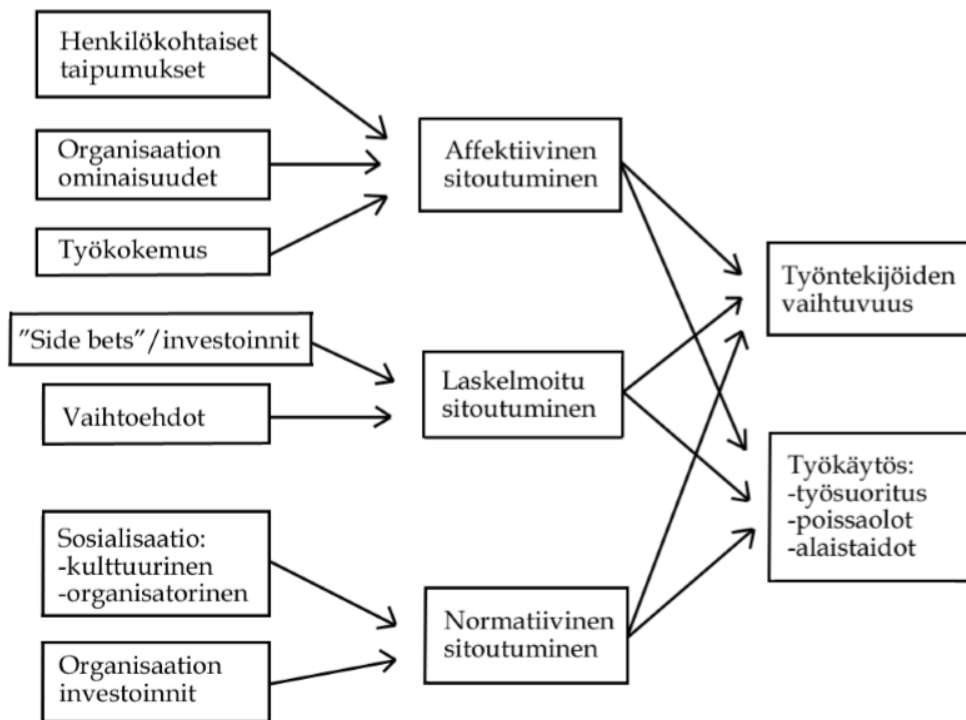 Henkilökohtaiset
taipumukset
Organisaation
ominaisuudet
Työkokemus
"Side bets"/investoinnit
Vaihtoehdot
Sosialisaatio:
-kulttuurinen
-organisatorinen
Organisaation
investoinnit
Affektiivinen
sitoutuminen
Laskelmoitu
sitoutuminen
Normatiivinen
sitoutuminen
Työntekijöiden
vaihtuvuus
Työkäytös:
-työsuoritus
-poissaolot
-alaistaidot